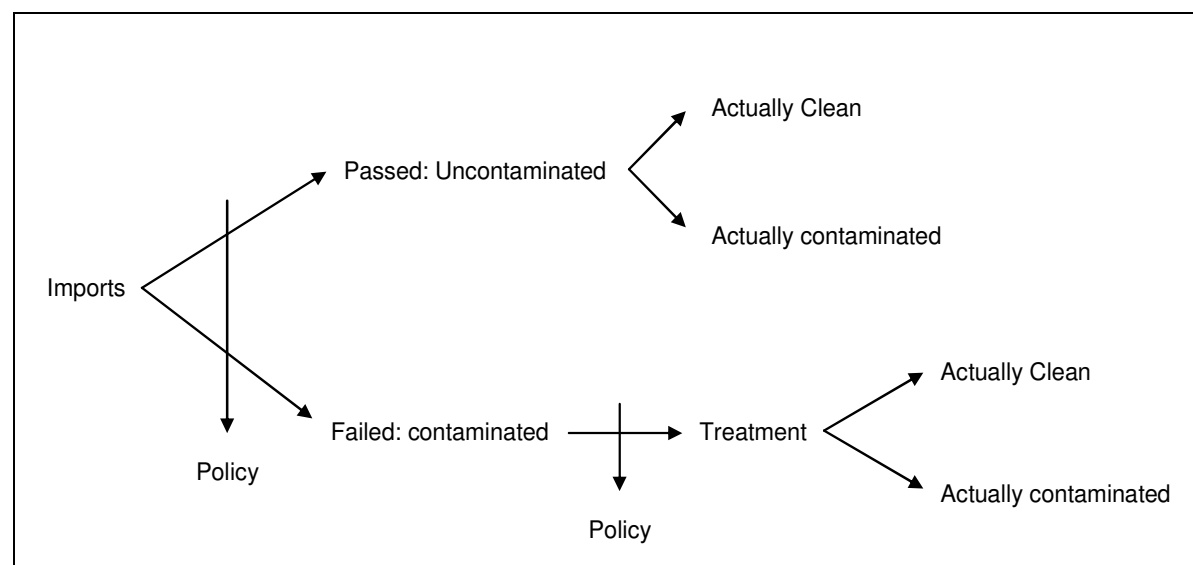 Actually Clean
Passed: Uncontaminated
Actually contaminated
Imports
Actually Clean
Failed: contaminated
Treatment
Policy
Actually contaminated
Policy